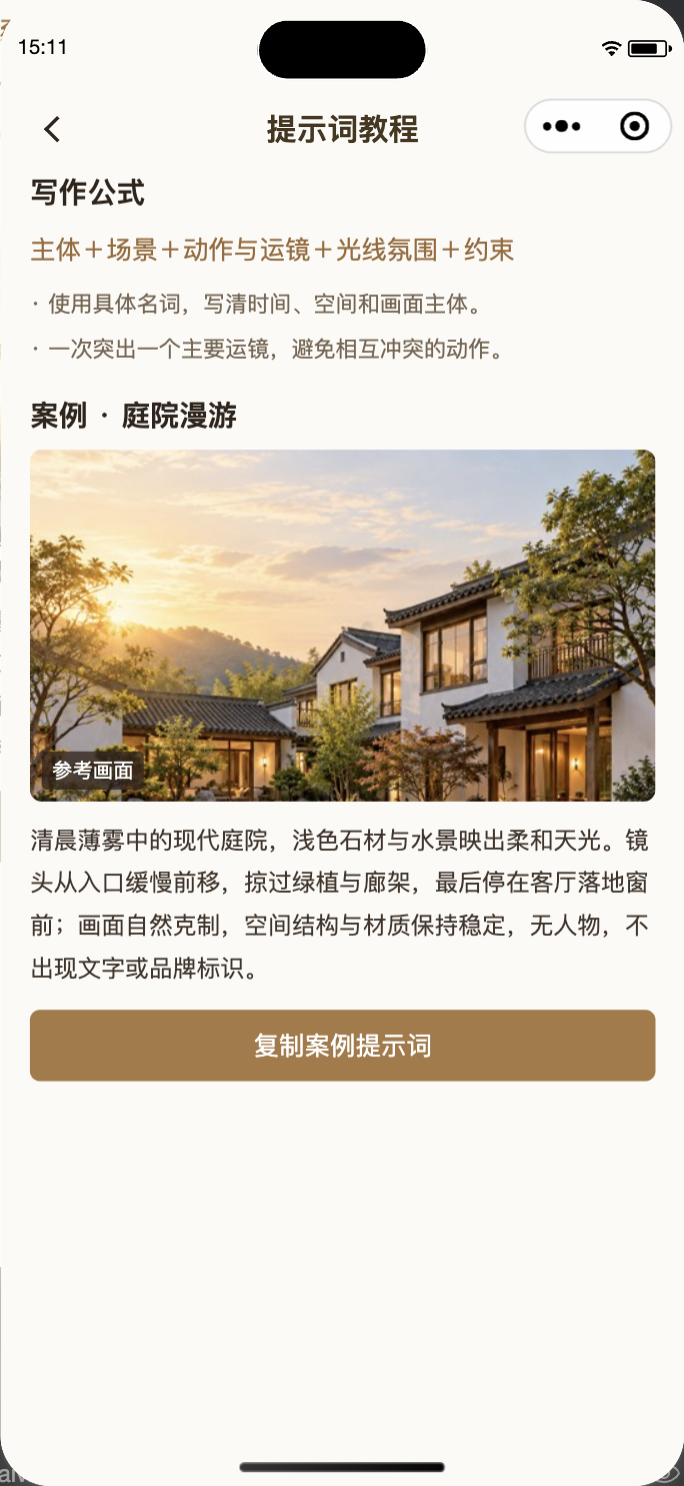 15:11
提示词教程
写作公式
主体＋场景＋动作与运镜＋光线氛围＋约束
· 使用具体名词，写清时间、空间和画面主体。
· 一次突出一个主要运镜，避免相互冲突的动作。
案例 · 庭院漫游
参考画面
清晨薄雾中的现代庭院，浅色石材与水景映出柔和天光。镜
头从入口缓慢前移，掠过绿植与廊架，最后停在客厅落地窗
前；画面自然克制，空间结构与材质保持稳定，无人物，不
出现文字或品牌标识。
复制案例提示词